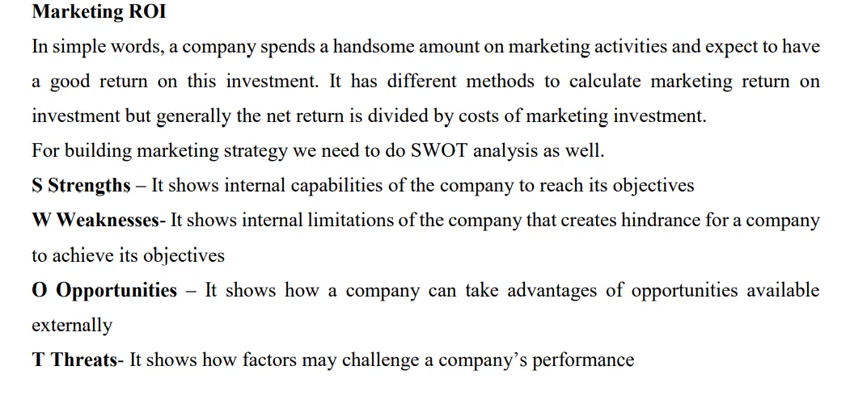 Marketing ROI
In simple words, a company spends a handsome amount on marketing activities and expect to have
a good return on this investment. It has different methods to calculate marketing return on
investment but generally the net return is divided by costs of marketing investment.
For building marketing strategy we need to do SWOT analysis as well.
S Strengths – It shows internal capabilities of the company to reach its objectives
W Weaknesses- It shows internal limitations of the company that creates hindrance for a company
to achieve its objectives
O Opportunities – It shows how a company can take advantages of opportunities available
externally
T Threats- It shows how factors may challenge a company’s performance